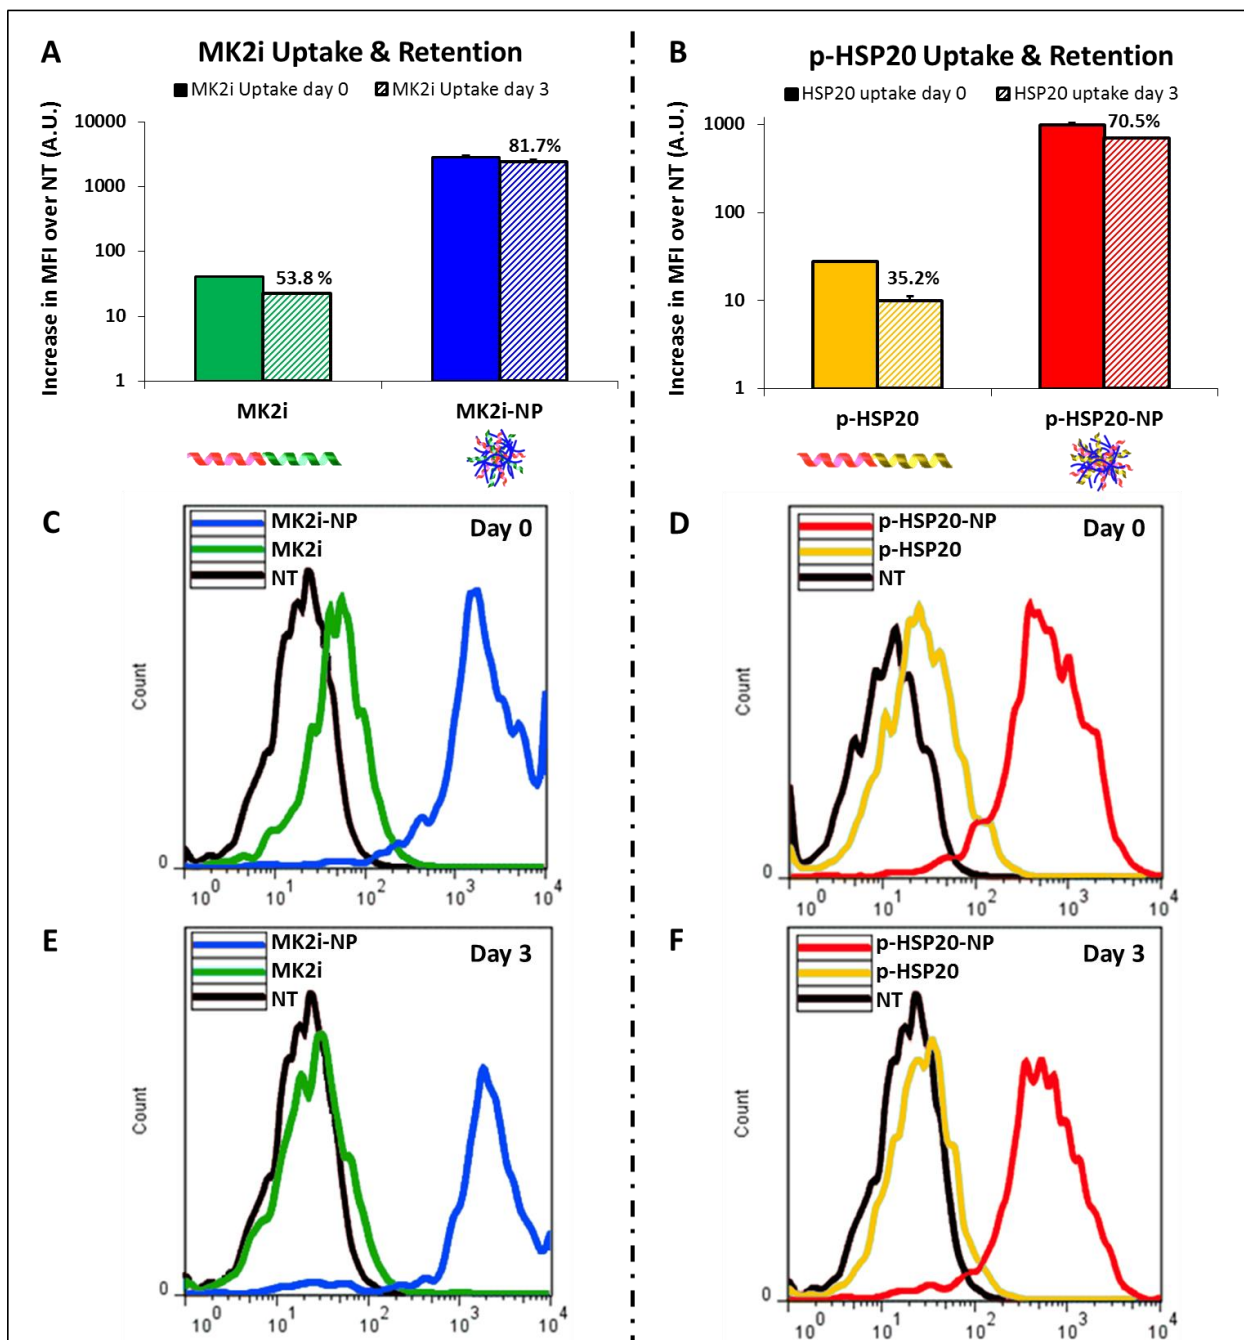 A
MK2i Uptake & Retention
MK2i Uptake day 0
MK2i Uptake day 3
Increase in MFI over NT (A.U.)
10000
1000
100
10
1
53.8 %
81.7%
MK2i
MK2i-NP
B
p-HSP20 Uptake & Retention
HSP20 uptake day 0
HSP20 uptake day 3
Increase in MFI over NT (A.U.)
1000
100
10
1
35.2%
70.5%
p-HSP20
p-HSP20-NP
C
MK2i-NP
MK2i
NT
Day 0
Count
0
10^0 10^1 10^2 10^3 10^4
D
p-HSP20-NP
p-HSP20
NT
Day 0
Count
0
10^0 10^1 10^2 10^3 10^4
E
MK2i-NP
MK2i
NT
Day 3
Count
0
10^0 10^1 10^2 10^3 10^4
F
p-HSP20-NP
p-HSP20
NT
Day 3
Count
0
10^0 10^1 10^2 10^3 10^4